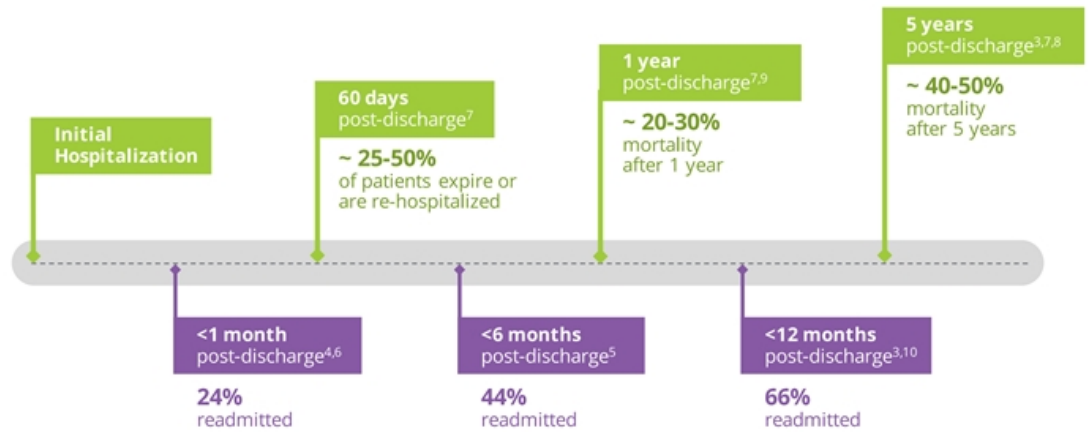 Initial
Hospitalization
60 days
post-discharge7
~ 25-50%
of patients expire or
are re-hospitalized
1 year
post-discharge7,9
~ 20-30%
mortality
after 1 year
5 years
post-discharge3,7,8
~ 40-50%
mortality
after 5 years
<1 month
post-discharge4,6
24%
readmitted
<6 months
post-discharge5
44%
readmitted
<12 months
post-discharge3,10
66%
readmitted